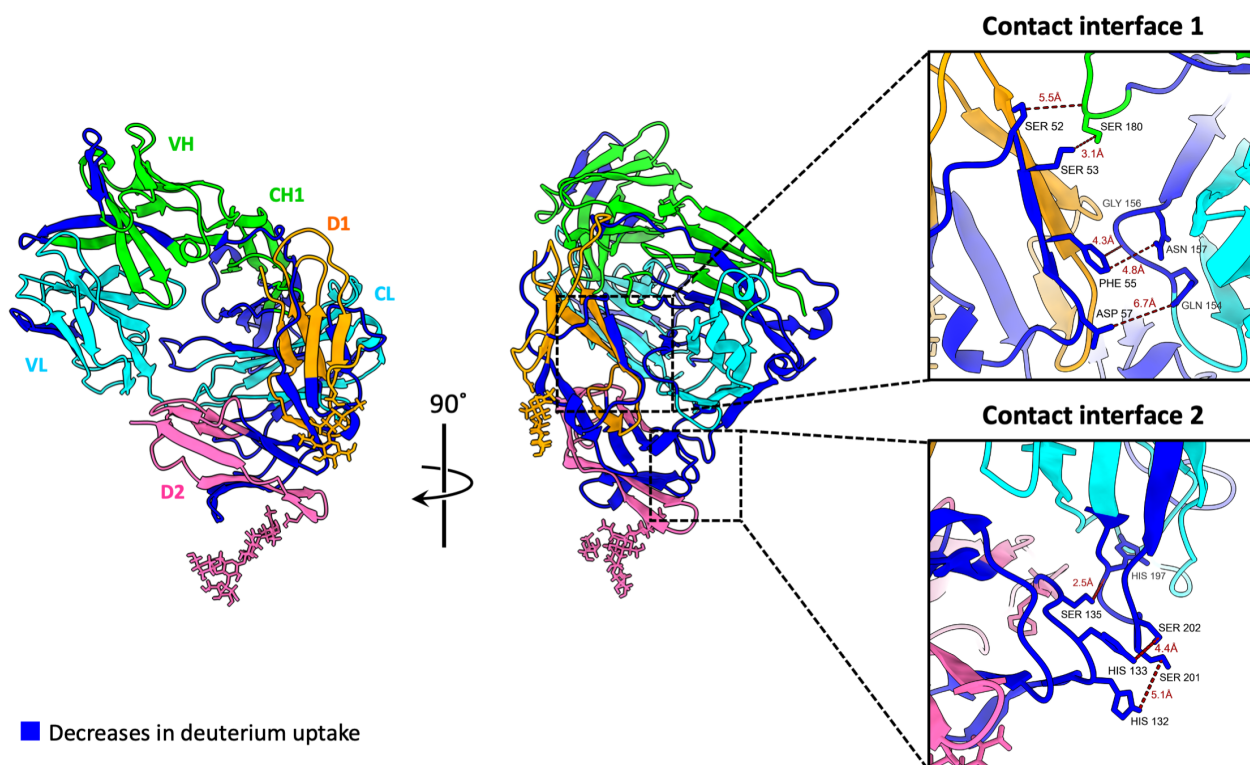 Contact interface 1
5.5Å
SER 52
SER 180
3.1Å
SER 53
GLY 156
4.3Å
ASN 157
4.8Å
PHE 55
6.7Å
GLN 154
ASP 57
VH
CH1
D1
CL
VL
D2
90˚
Contact interface 2
HIS 197
2.5Å
SER 135
SER 202
4.4Å
HIS 133
SER 201
5.1Å
HIS 132
Decreases in deuterium uptake